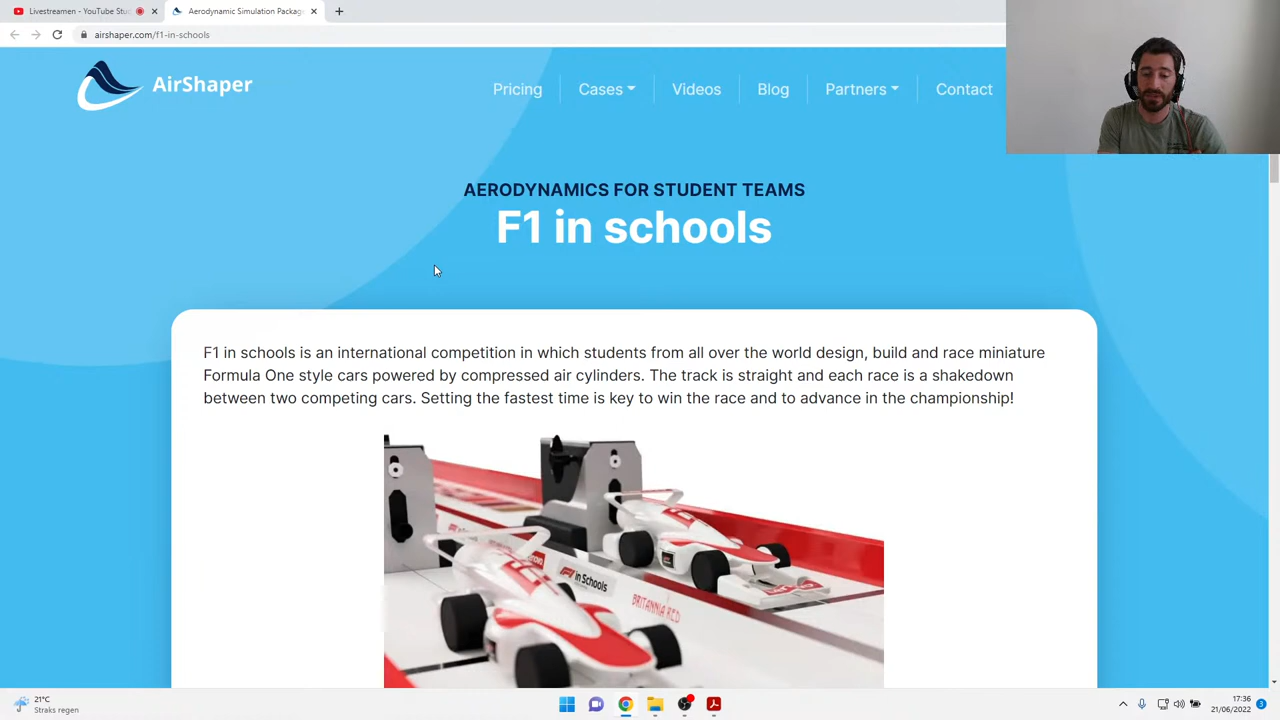 Livestreamen - YouTube Stu
Aerodynamic Simulation Package
airshaper.com/f1-in-schools
AirShaper
Pricing
Cases
Videos
Blog
Partners
Contact
AERODYNAMICS FOR STUDENT TEAMS
F1 in schools
F1 in schools is an international competition in which students from all over the world design, build and race miniature
Formula One style cars powered by compressed air cylinders. The track is straight and each race is a shakedown
between two competing cars. Setting the fastest time is key to win the race and to advance in the championship!
Lenovo
F1 in Schools
BRITANNIA RED
21°C
Straks regen
17:36
21/06/2022
3